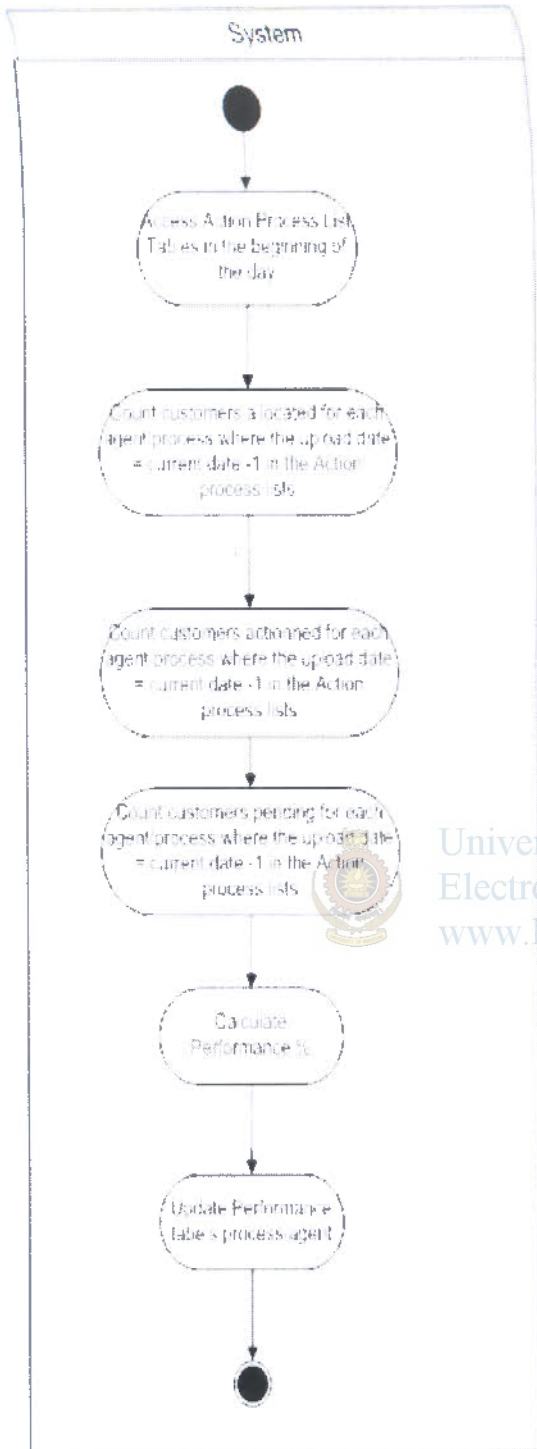 System
Access Action Process List
Tables in the beginning of
the day
Count customers allocated for each
agent process where the upload date
= current date -1 in the Action
process lists
Count customers actionned for each
agent process where the upload date
= current date -1 in the Action
process lists
Count customers pending for each
agent process where the upload date
= current date -1 in the Action
process lists
Calculate
Performance %
Update Performance
process agent
Univer
Electro
www.l